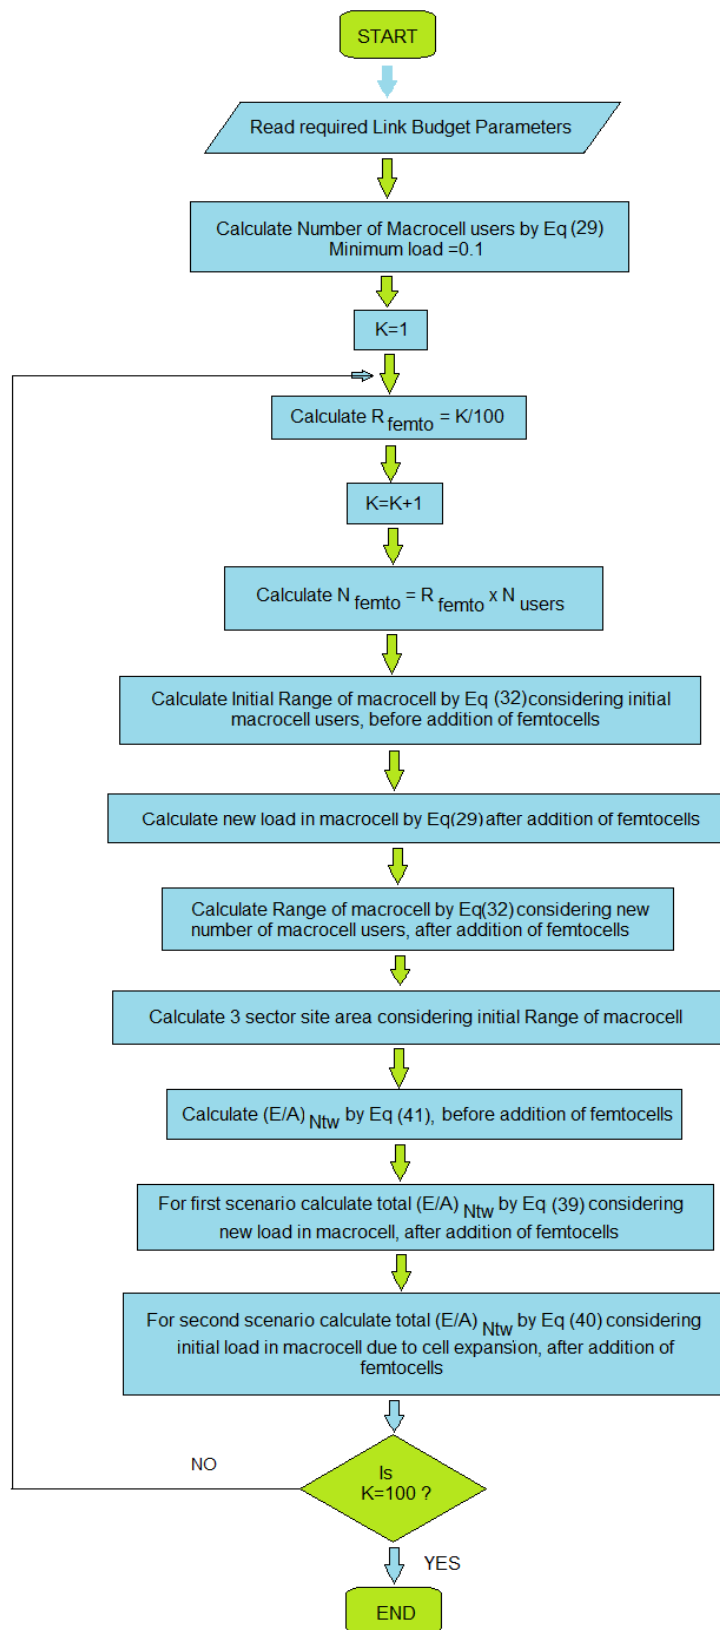 START
Read required Link Budget Parameters
Calculate Number of Macrocell users by Eq (29)
Minimum load =0.1
K=1
Calculate R femto = K/100
K=K+1
Calculate N femto = R femto x N users
Calculate Initial Range of macrocell by Eq (32) considering initial
macrocell users, before addition of femtocells
Calculate new load in macrocell by Eq(29) after addition of femtocells
Calculate Range of macrocell by Eq(32) considering new
number of macrocell users, after addition of femtocells
Calculate 3 sector site area considering initial Range of macrocell
Calculate (E/A) Ntw by Eq (41), before addition of femtocells
For first scenario calculate total (E/A) Ntw by Eq (39) considering
new load in macrocell, after addition of femtocells
For second scenario calculate total (E/A) Ntw by Eq (40) considering
initial load in macrocell due to cell expansion, after addition of
femtocells
NO
Is
K=100 ?
YES
END